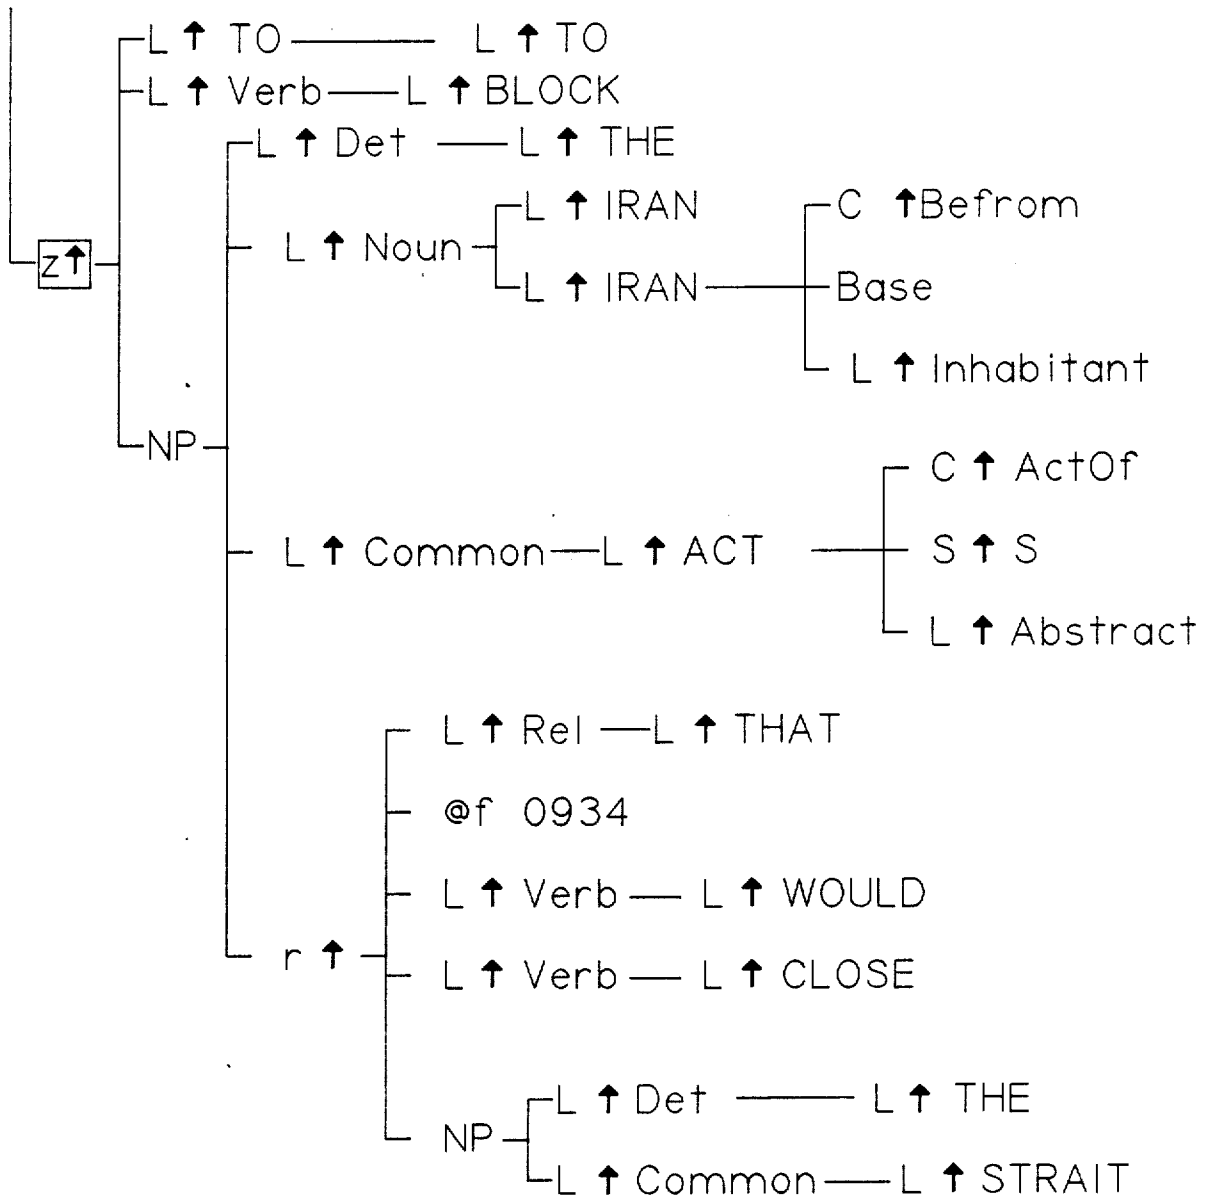 L ↑ TO L ↑ TO
L ↑ Verb L ↑ BLOCK
L ↑ Det L ↑ THE
L ↑ IRAN C ↑Befrom
L ↑ Noun
z↑
L ↑ IRAN Base
L ↑ Inhabitant
NP
C ↑ ActOf
L ↑ Common L ↑ ACT S ↑ S
L ↑ Abstract
L ↑ Rel L ↑ THAT
@f 0934
L ↑ Verb L ↑ WOULD
r ↑
L ↑ Verb L ↑ CLOSE
L ↑ Det L ↑ THE
NP
L ↑ Common L ↑ STRAIT